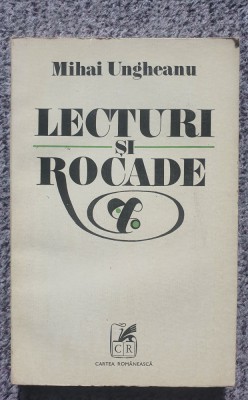 Mihai Ungheanu
LECTURI
ȘI
ROCADE
CR
CARTEA ROMÂNEASCĂ